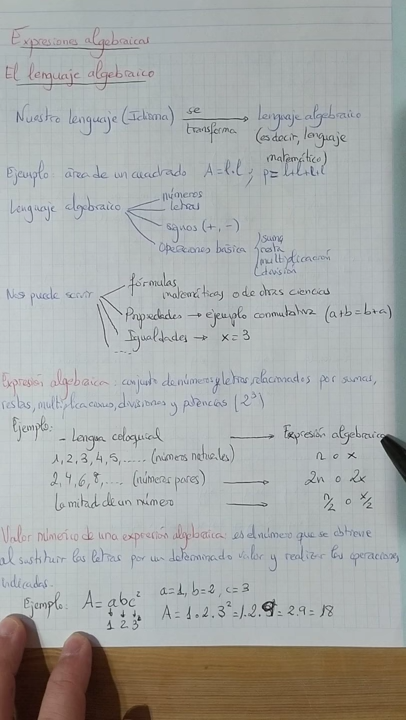 Expresiones algebraicas
El lenguaje algebraico
Nuestro lenguaje (Idioma) se transforma lenguaje algebraico
(es decir, lenguaje
matemático)
Ejemplo: área de un cuadrado A=l.l ; p=l+l+l+l
Lenguaje algebraico números
letras
signos (+,-)
Operaciones básica suma
resta
multiplicación
división
Nos puede servir fórmulas
matemáticas o de otras ciencias
Propiedades → ejemplo conmutativa (a+b=b+a)
Igualdades → x=3
.....
Expresión algebraica: conjunto de números y letras relacionados por sumas,
restas, multiplicaciones, divisiones y potencias (2³)
Ejemplo:
- Lengua coloquial → Expresión algebraica
1, 2, 3, 4, 5, ..... (números naturales) n o x
2, 4, 6, 8, .... (números pares) → 2n o 2x
La mitad de un número → n/2 o x/2
Valor númerico de una expresión algebraica: es el número que se obtiene
al sustituir las letras por un determinado valor y realizar las operaciones
indicadas.
Ejemplo: A = abc² a=1, b=2, c=3
1 2 3² A = 1.2.3² = 1.2.9 = 2.9 = 18